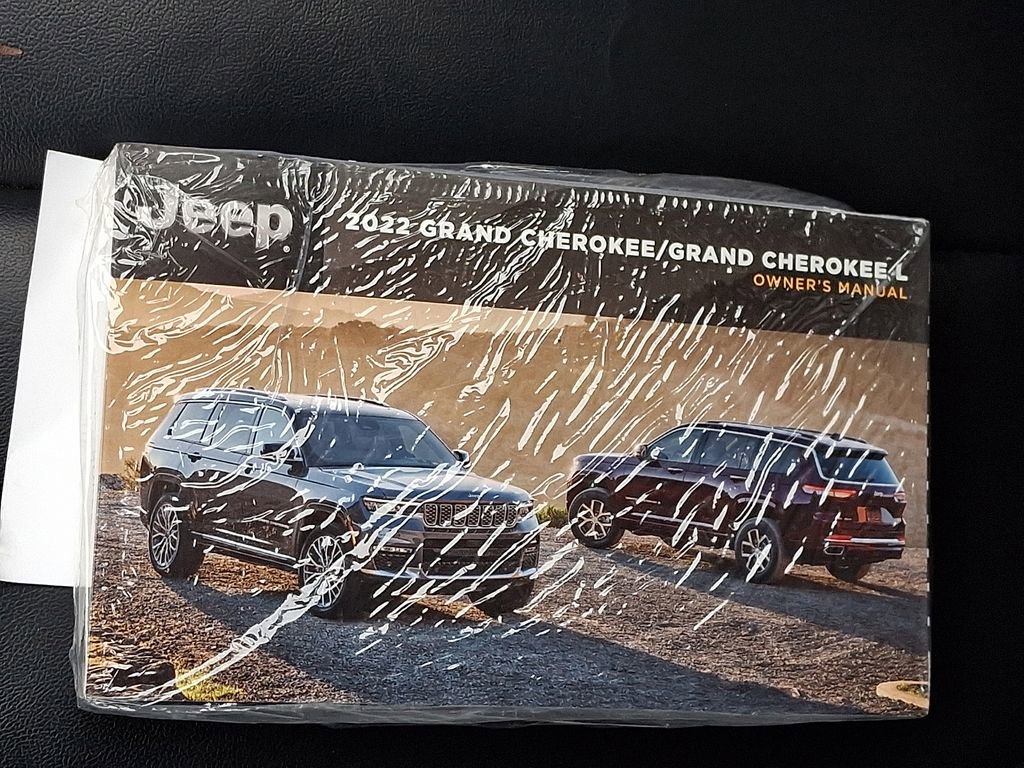 Jeep
2022 GRAND CHEROKEE/GRAND CHEROKEE L
OWNER'S MANUAL